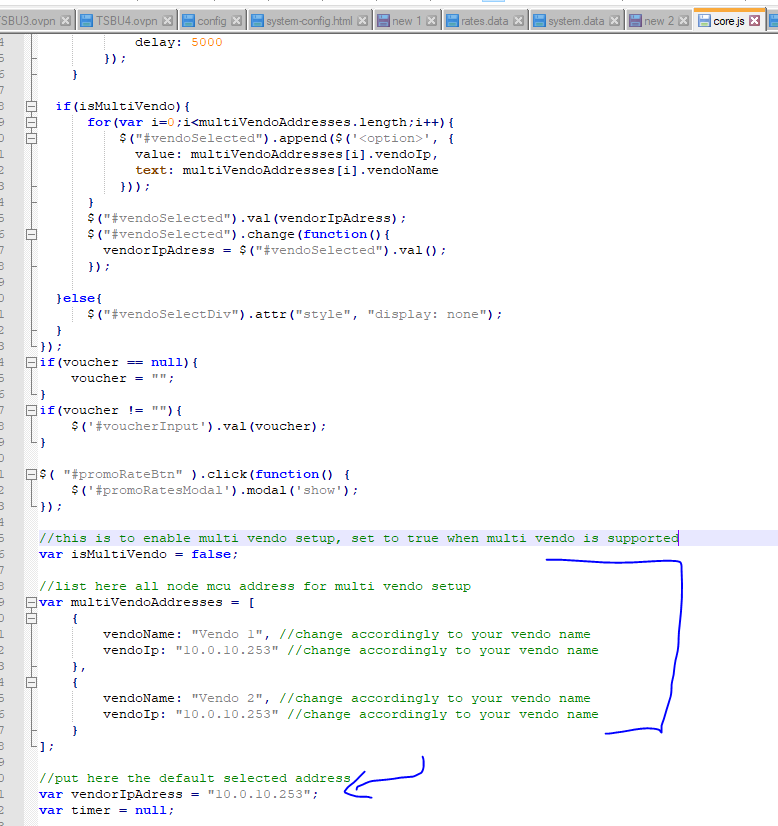 TSBU3.ovpn TSBU4.ovpn config system-config.html new 1 rates.data system.data new 2 core.js
delay: 5000
});
}
if(isMultiVendo){
for(var i=0;i<multiVendoAddresses.length;i++){
$("#vendoSelected").append($('<option>', {
value: multiVendoAddresses[i].vendoIp,
text: multiVendoAddresses[i].vendoName
}));
}
$("#vendoSelected").val(vendorIpAdress);
$("#vendoSelected").change(function(){
vendorIpAdress = $("#vendoSelected").val();
});
}else{
$("#vendoSelectDiv").attr("style", "display: none");
}
});
if(voucher == null){
voucher = "";
}
if(voucher != ""){
$('#voucherInput').val(voucher);
}
$( "#promoRateBtn" ).click(function() {
$('#promoRatesModal').modal('show');
});
//this is to enable multi vendo setup, set to true when multi vendo is supported
var isMultiVendo = false;
//list here all node mcu address for multi vendo setup
var multiVendoAddresses = [
{
vendoName: "Vendo 1", //change accordingly to your vendo name
vendoIp: "10.0.10.253" //change accordingly to your vendo name
},
{
vendoName: "Vendo 2", //change accordingly to your vendo name
vendoIp: "10.0.10.253" //change accordingly to your vendo name
}
];
//put here the default selected address
var vendorIpAdress = "10.0.10.253";
var timer = null;